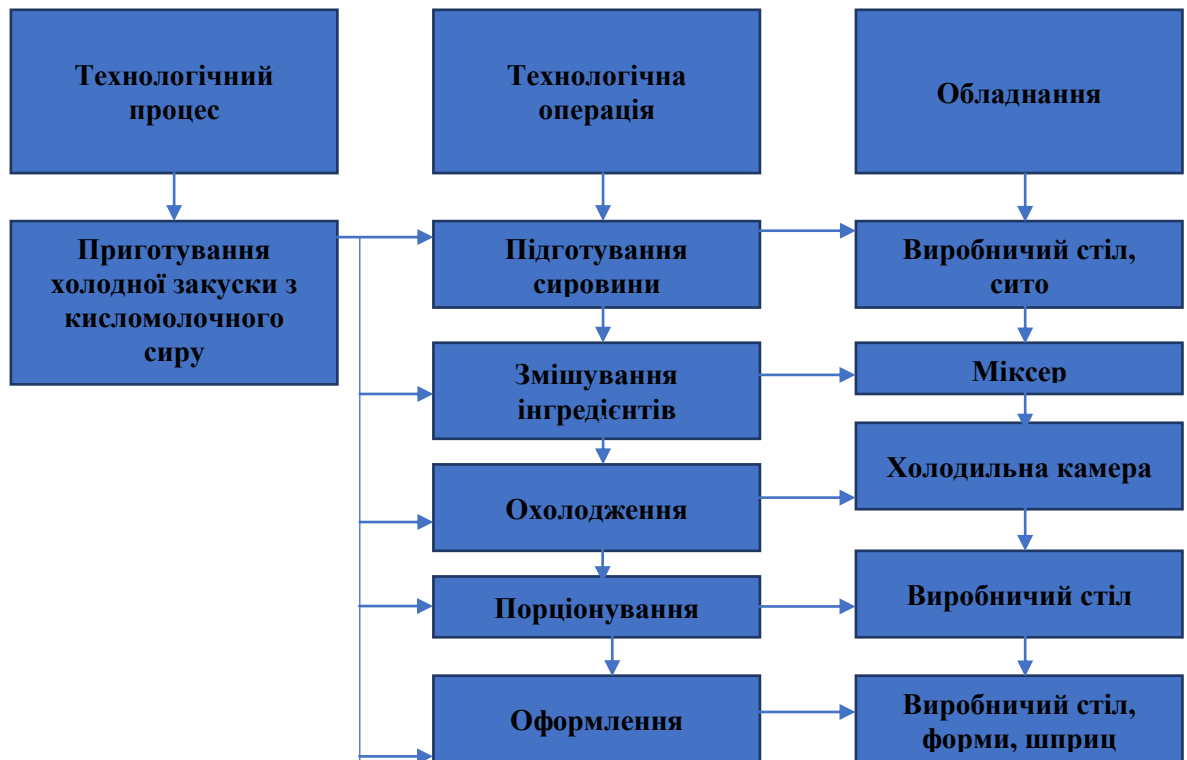 Технологічний
процес
Технологічна
операція
Обладнання
Приготування
холодної закуски з
кисломолочного
сиру
Підготування
сировини
Виробничий стіл,
сито
Змішування
інгредієнтів
Міксер
Холодильна камера
Охолодження
Порціонування
Виробничий стіл
Оформлення
Виробничий стіл,
форми, шприц